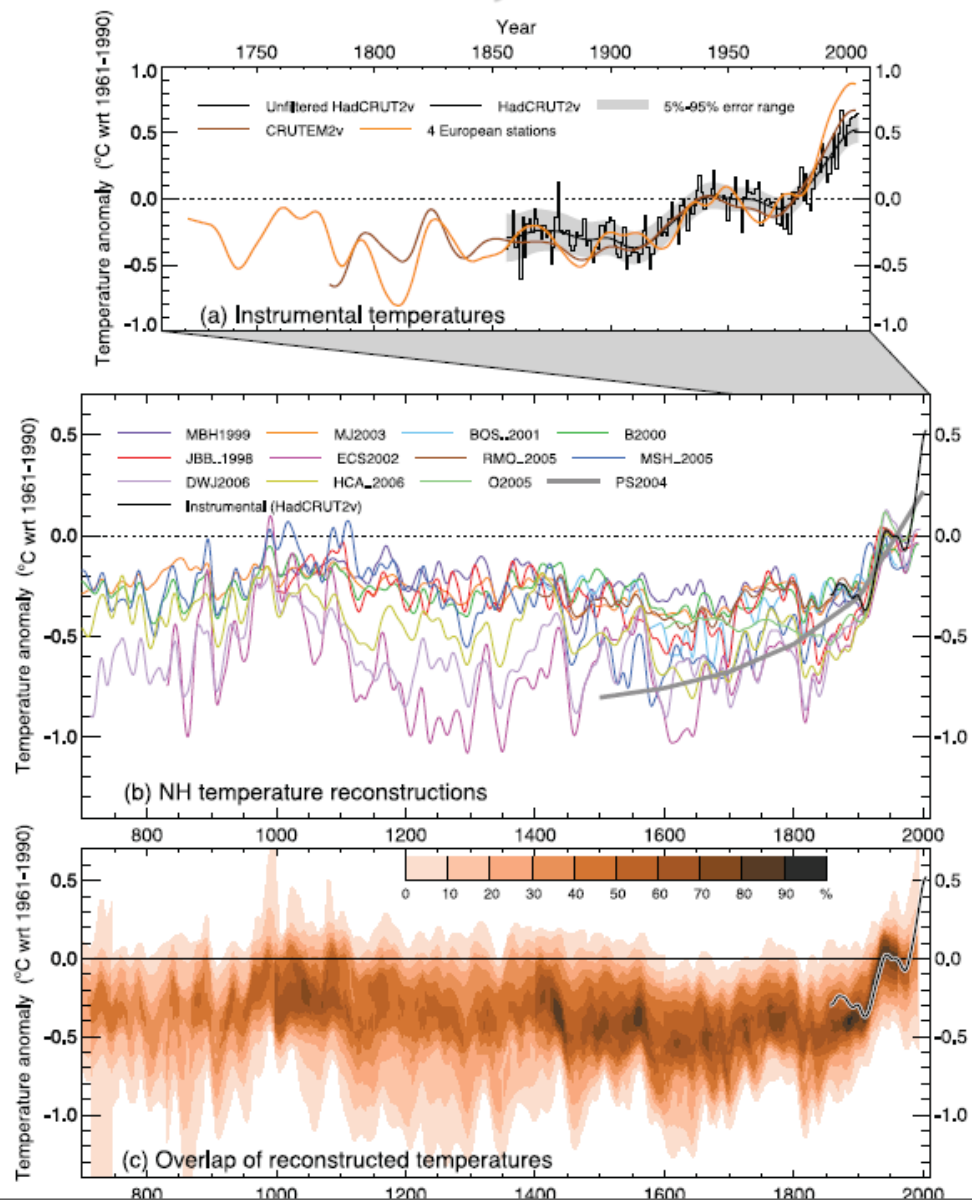 Year
1750 1800 1850 1900 1950 2000
Temperature anomaly (°C wrt 1961-1990)
1.0 1.0
Unfiltered HadCRUT2v HadCRUT2v 5%-95% error range
CRUTEM2v 4 European stations
0.5 0.5
0.0 0.0
-0.5 -0.5
-1.0 -1.0
(a) Instrumental temperatures
Temperature anomaly (°C wrt 1961-1990)
0.5 0.5
MBH1999 MJ2003 BOS..2001 B2000
JBB..1998 ECS2002 RMO..2005 MSH..2005
DWJ2006 HCA..2006 O2005 PS2004
Instrumental (HadCRUT2v)
0.0 0.0
-0.5 -0.5
-1.0 -1.0
(b) NH temperature reconstructions
800 1000 1200 1400 1600 1800 2000
Temperature anomaly (°C wrt 1961-1990)
0 10 20 30 40 50 60 70 80 90 %
0.5 0.5
0.0 0.0
-0.5 -0.5
-1.0 -1.0
(c) Overlap of reconstructed temperatures
800 1000 1200 1400 1600 1800 2000